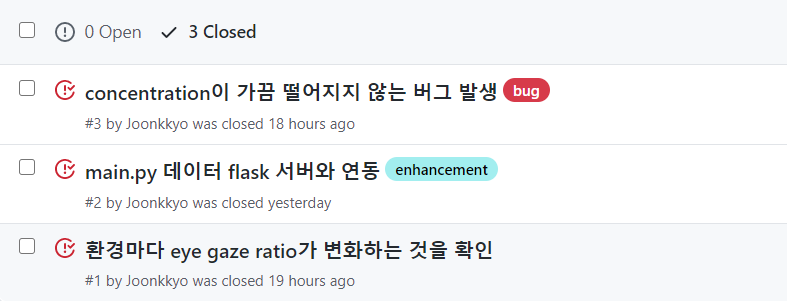 0 Open 3 Closed
concentration이 가끔 떨어지지 않는 버그 발생 bug
#3 by Joonkkyo was closed 18 hours ago
main.py 데이터 flask 서버와 연동 enhancement
#2 by Joonkkyo was closed yesterday
환경마다 eye gaze ratio가 변화하는 것을 확인
#1 by Joonkkyo was closed 19 hours ago